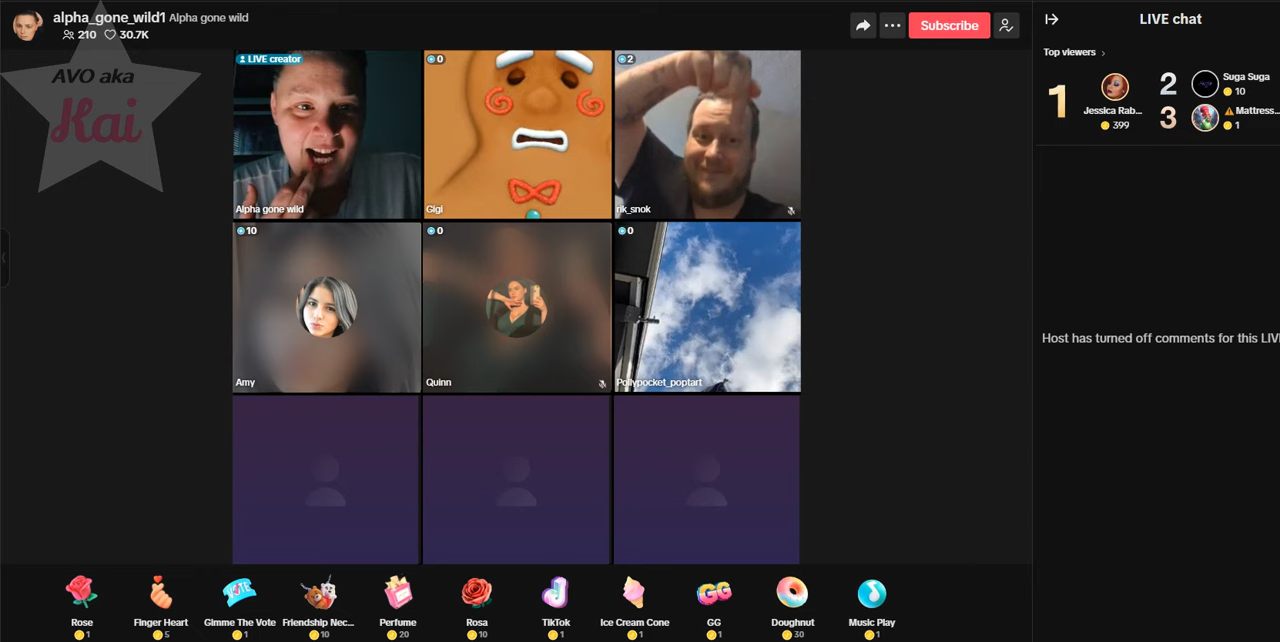 alpha_gone_wild1 Alpha gone wild
210 30.7K
Subscribe
LIVE chat
Top viewers
AVO aka
Kai
1
Jessica Rab...
399
2
Suga Suga
10
3
Mattress...
1
LIVE creator
Alpha gone wild
0
Gigi
2
rik_snok
10
Amy
0
Quinn
0
Pollypocket_poptart
Host has turned off comments for this LIV
VOTE
GG
Rose
1
Finger Heart
5
Gimme The Vote
1
Friendship Nec...
10
Perfume
20
Rosa
10
TikTok
1
Ice Cream Cone
1
GG
1
Doughnut
30
Music Play
1